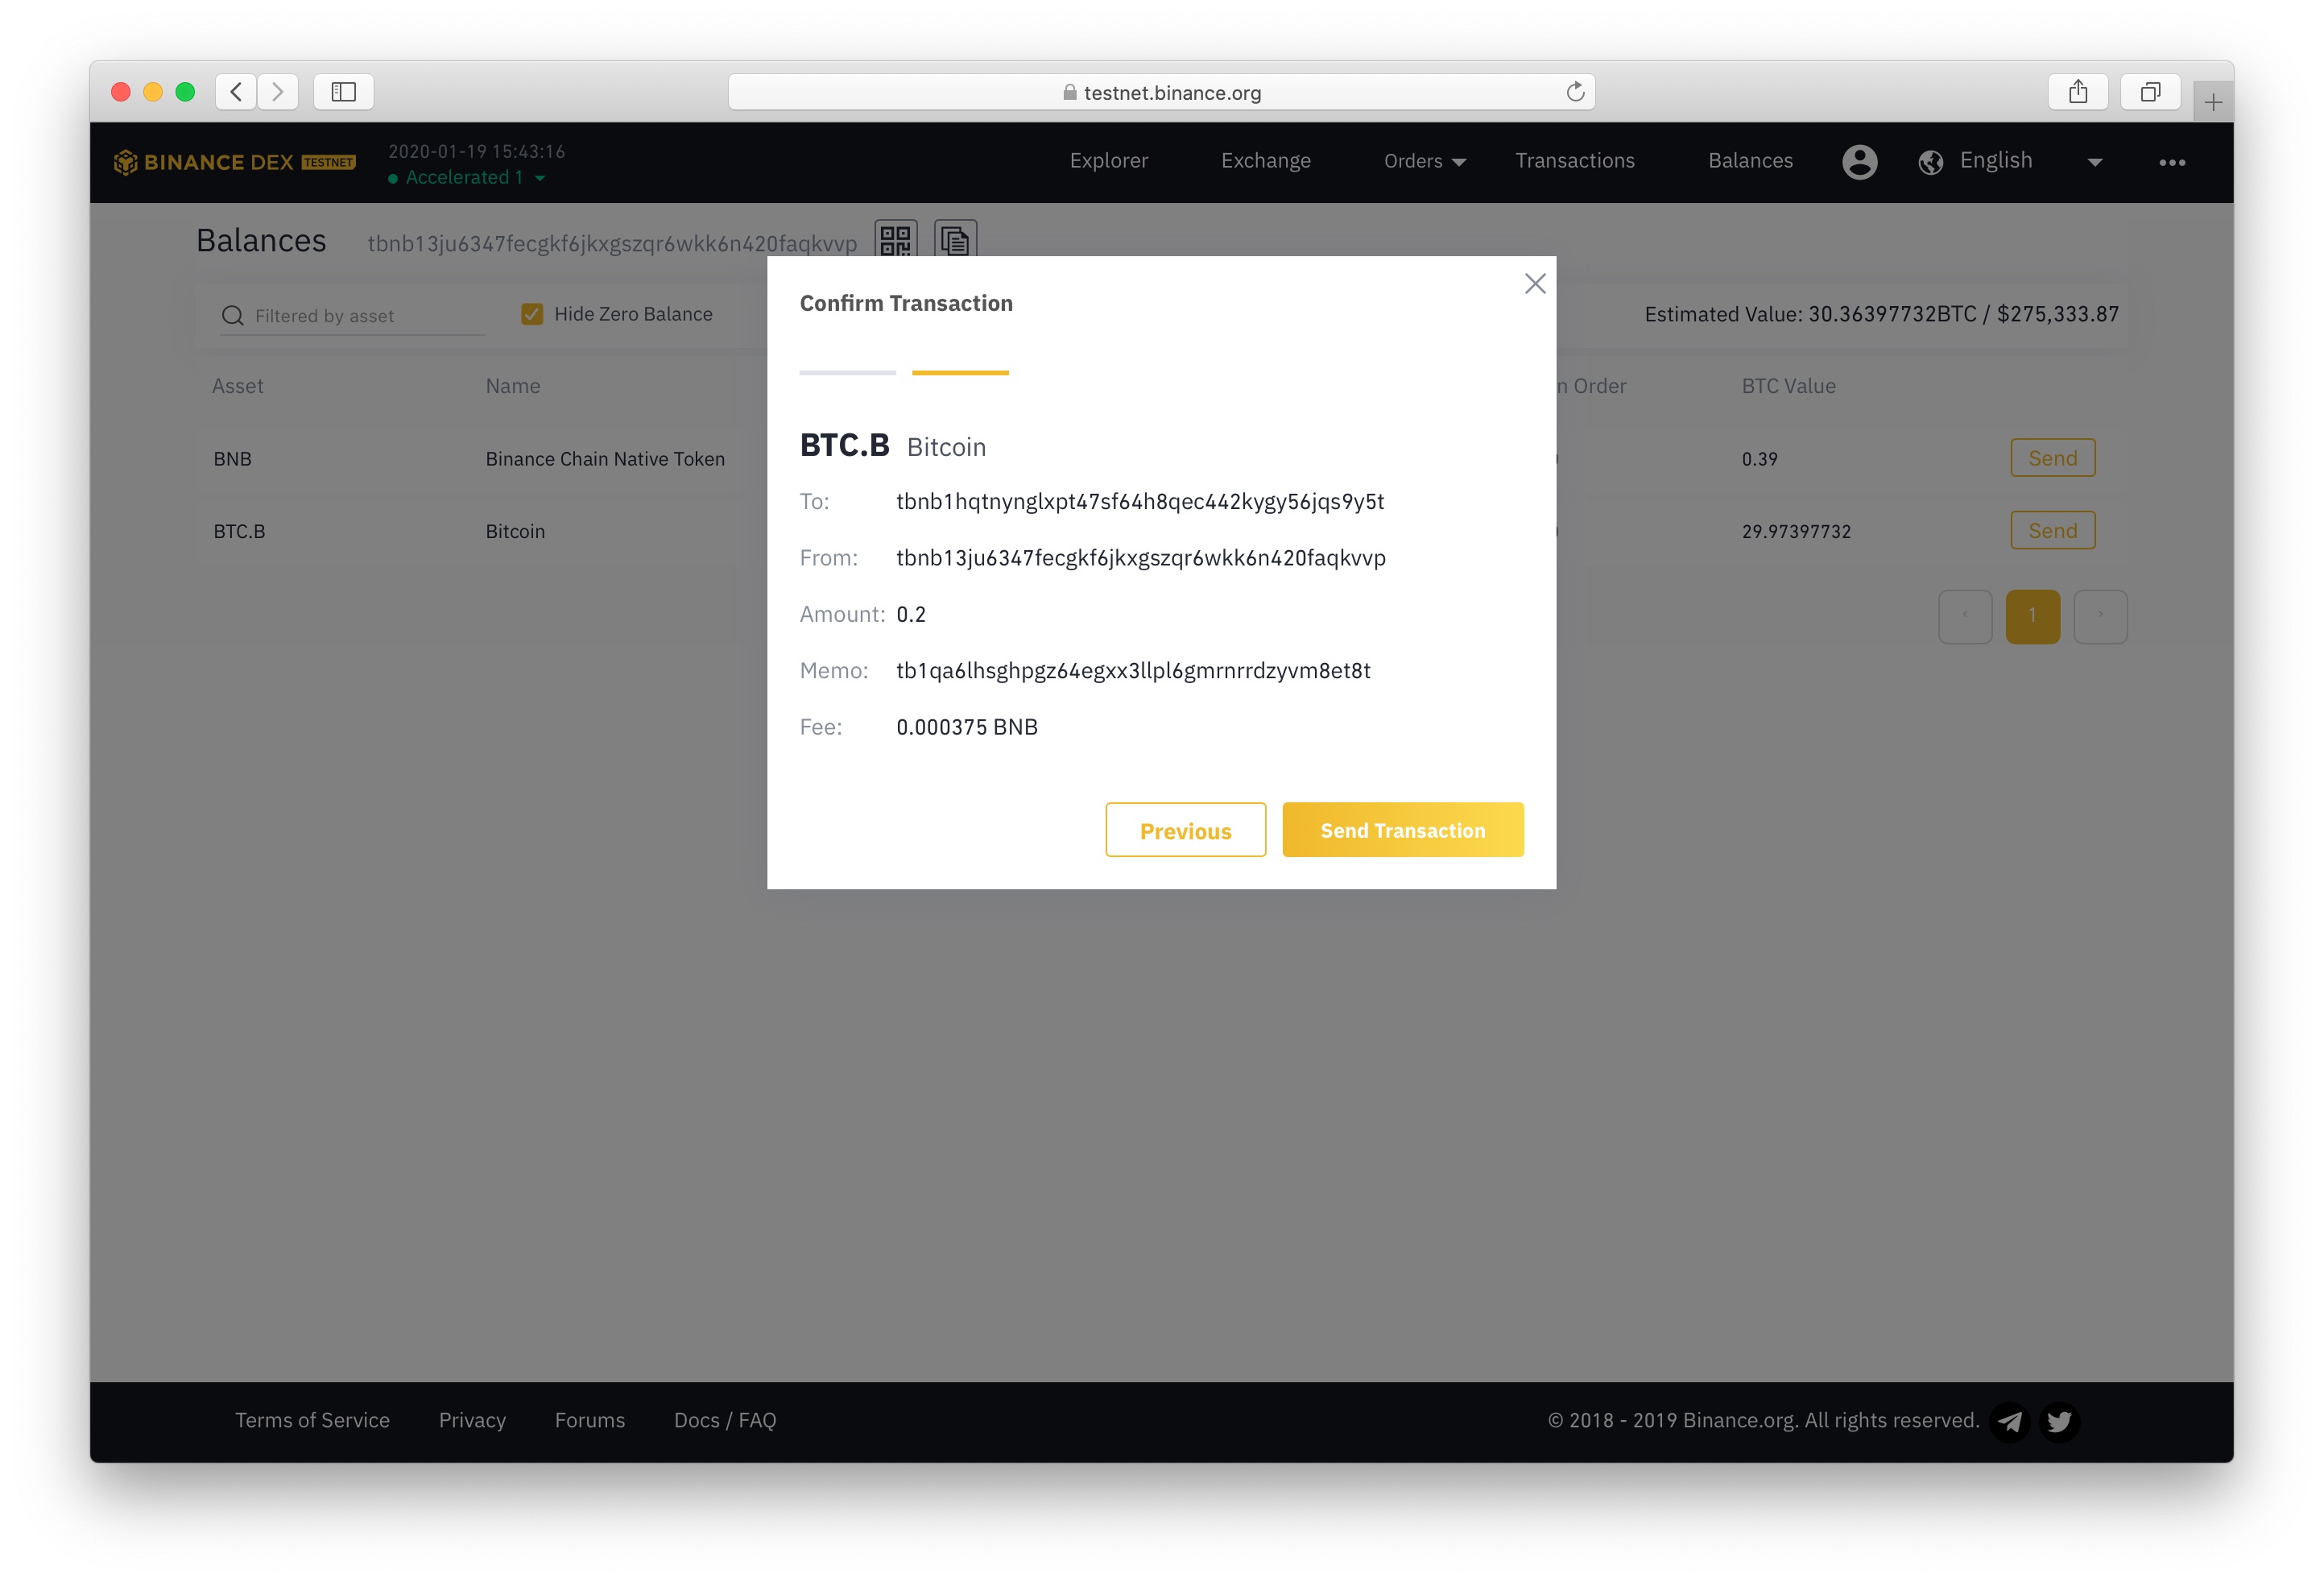 testnet.binance.org
BINANCE DEX TESTNET
2020-01-19 15:43:16
Accelerated 1
Explorer Exchange Orders Transactions Balances English
Balances tbnb13ju6347fecgkf6jkxgszqr6wkk6n420faqkvvp
Filtered by asset Hide Zero Balance Estimated Value: 30.36397732BTC / $275,333.87
Asset Name n Order BTC Value
BNB Binance Chain Native Token 0.39 Send
BTC.B Bitcoin 29.97397732 Send
1
Confirm Transaction
BTC.B Bitcoin
To: tbnb1hqtnynglxpt47sf64h8qec442kygy56jqs9y5t
From: tbnb13ju6347fecgkf6jkxgszqr6wkk6n420faqkvvp
Amount: 0.2
Memo: tb1qa6lhsghpgz64egxx3llpl6gmrnrrdzyvm8et8t
Fee: 0.000375 BNB
Previous Send Transaction
Terms of Service Privacy Forums Docs / FAQ © 2018 - 2019 Binance.org. All rights reserved.